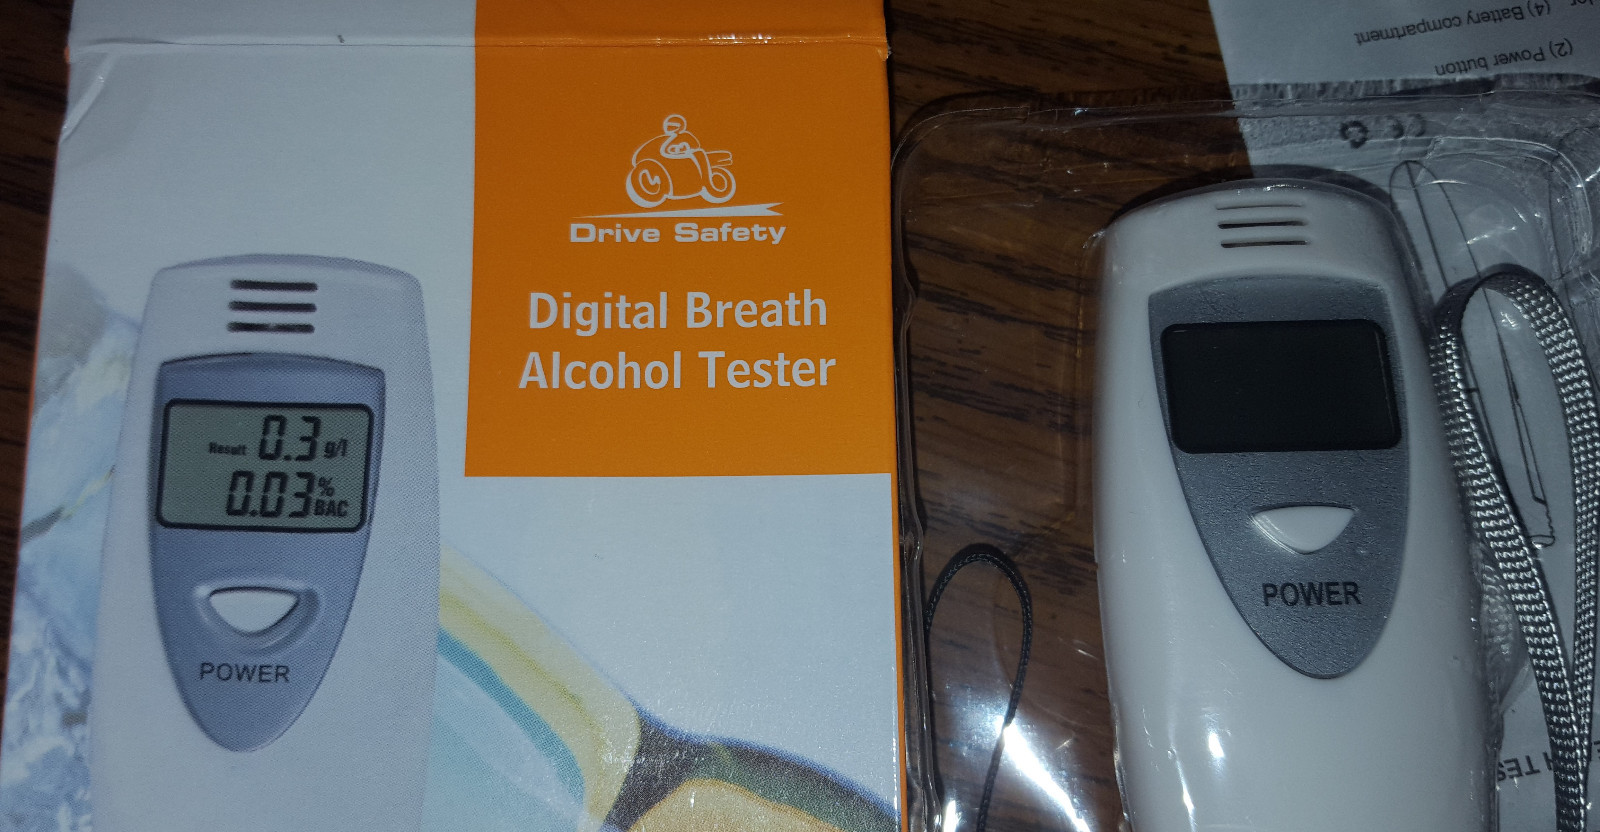 Drive Safety
Digital Breath
Alcohol Tester
Result 0.3 g/l
0.03 % BAC
POWER
POWER
(4) Battery compartment
(2) Power button